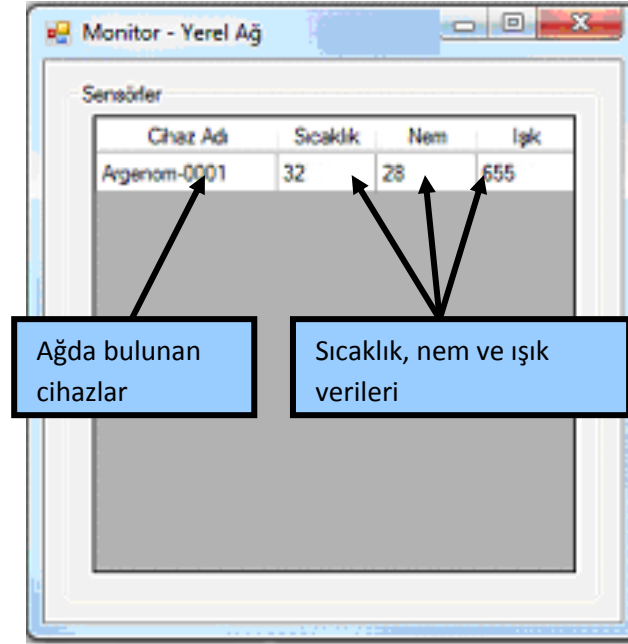 Monitor - Yerel Ağ
Sensörler
Cihaz Adı Sıcaklık Nem Işık
Argenom-0001 32 28 655
Ağda bulunan
cihazlar
Sıcaklık, nem ve ışık
verileri